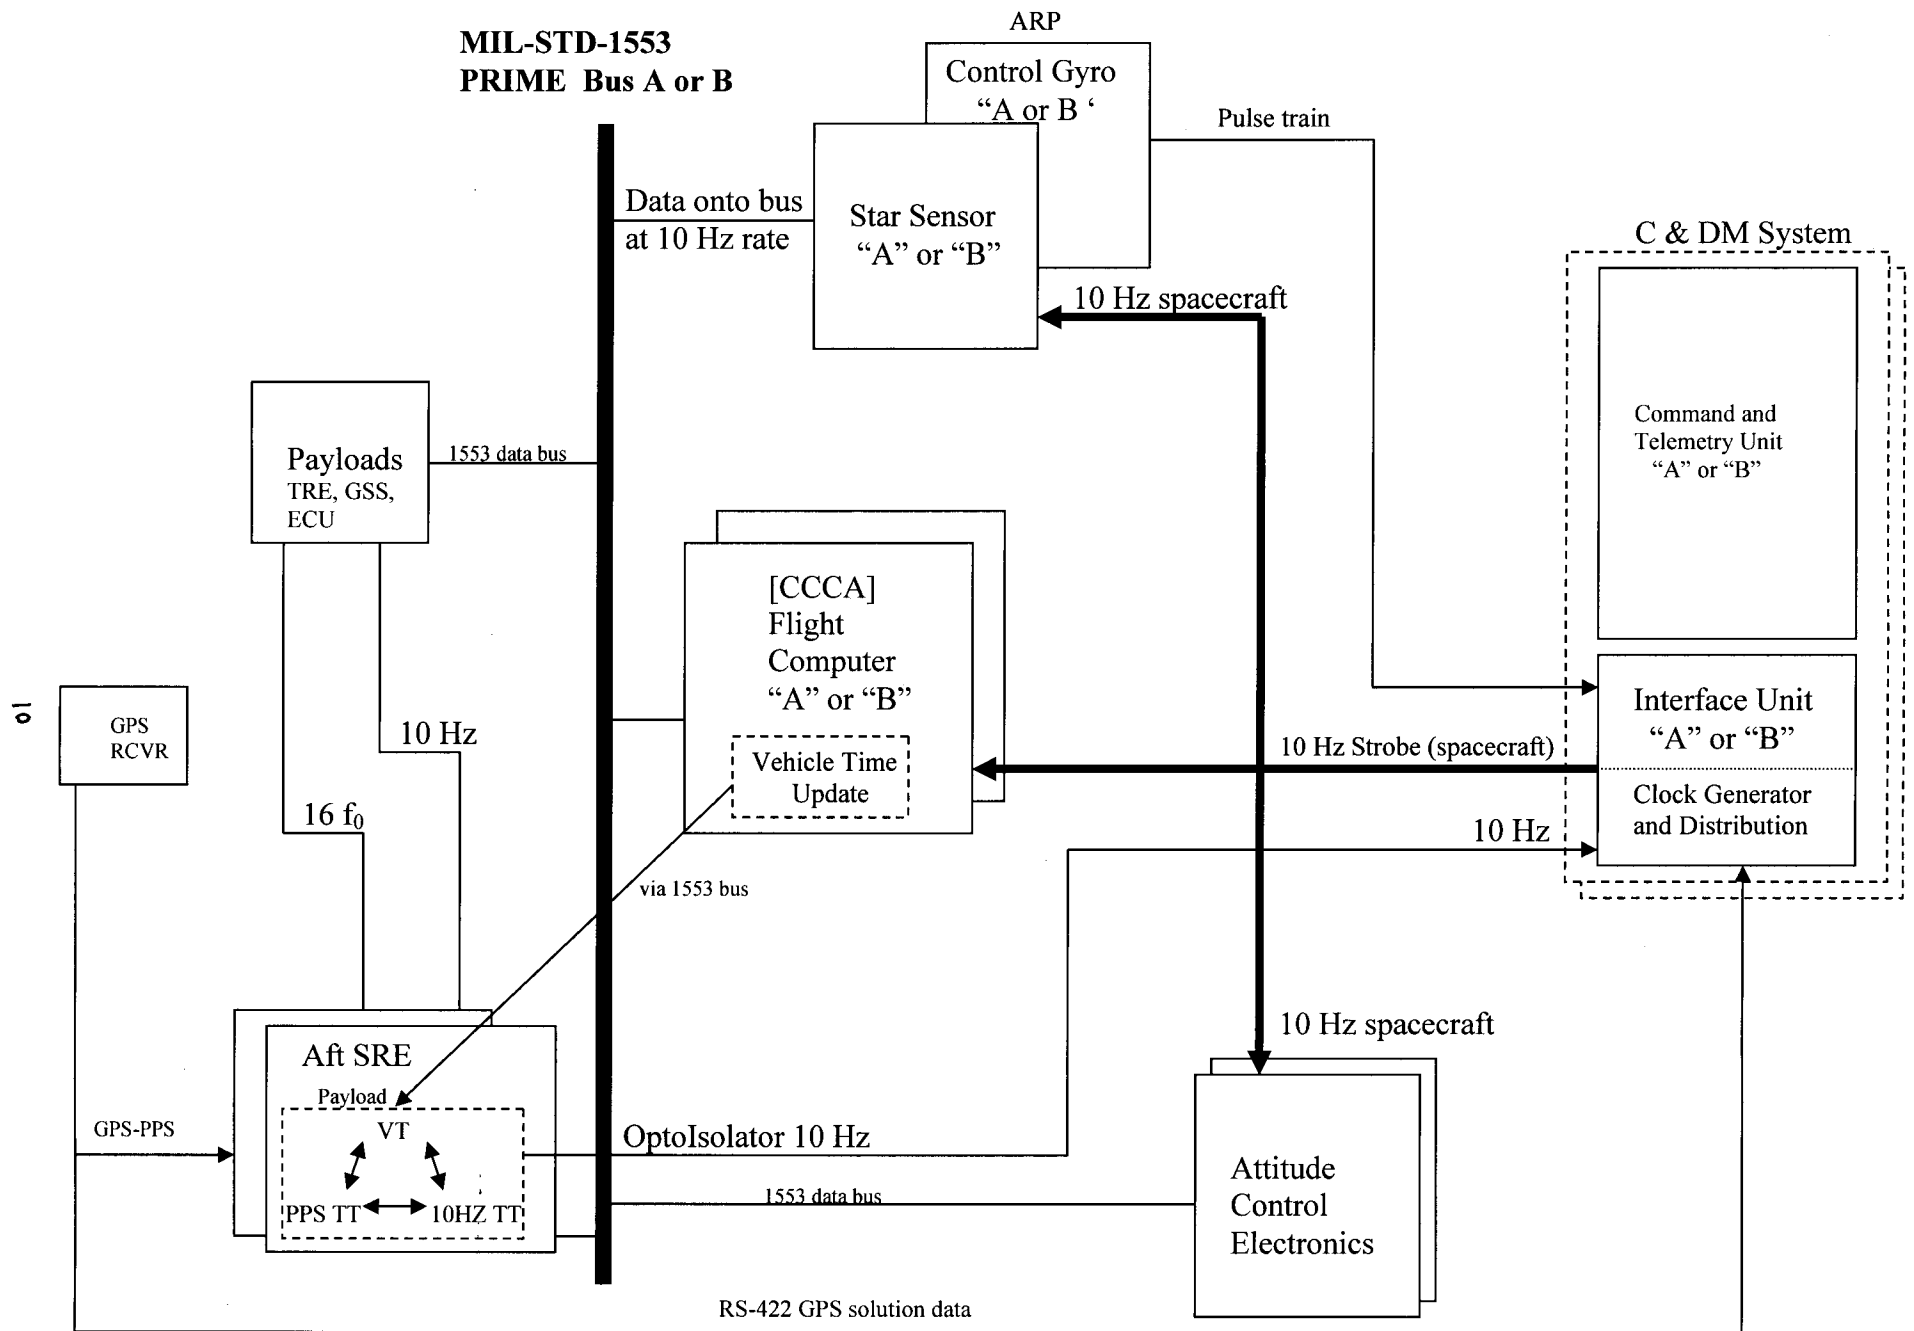 ARP
MIL-STD-1553
PRIME Bus A or B
Control Gyro
“A or B ‘
Pulse train
Data onto bus
at 10 Hz rate
Star Sensor
“A” or “B”
C & DM System
10 Hz spacecraft
Command and
Telemetry Unit
“A” or “B”
Payloads
TRE, GSS,
ECU
1553 data bus
[CCCA]
Flight
Computer
“A” or “B”
Vehicle Time
Update
GPS
RCVR
10
10 Hz
16 f₀
10 Hz Strobe (spacecraft)
Interface Unit
“A” or “B”
Clock Generator
and Distribution
10 Hz
via 1553 bus
10 Hz spacecraft
Aft SRE
Payload
VT
PPS TT
10HZ TT
GPS-PPS
OptoIsolator 10 Hz
1553 data bus
Attitude
Control
Electronics
RS-422 GPS solution data